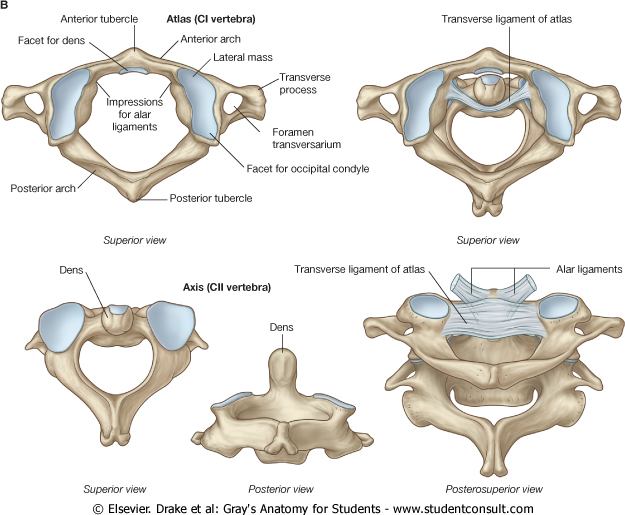 B
Anterior tubercle
Atlas (CI vertebra)
Facet for dens
Anterior arch
Lateral mass
Transverse
process
Impressions
for alar
ligaments
Foramen
transversarium
Facet for occipital condyle
Posterior arch
Posterior tubercle
Superior view
Transverse ligament of atlas
Superior view
Dens
Axis (CII vertebra)
Superior view
Dens
Posterior view
Transverse ligament of atlas
Alar ligaments
Posterosuperior view
© Elsevier. Drake et al: Gray's Anatomy for Students - www.studentconsult.com